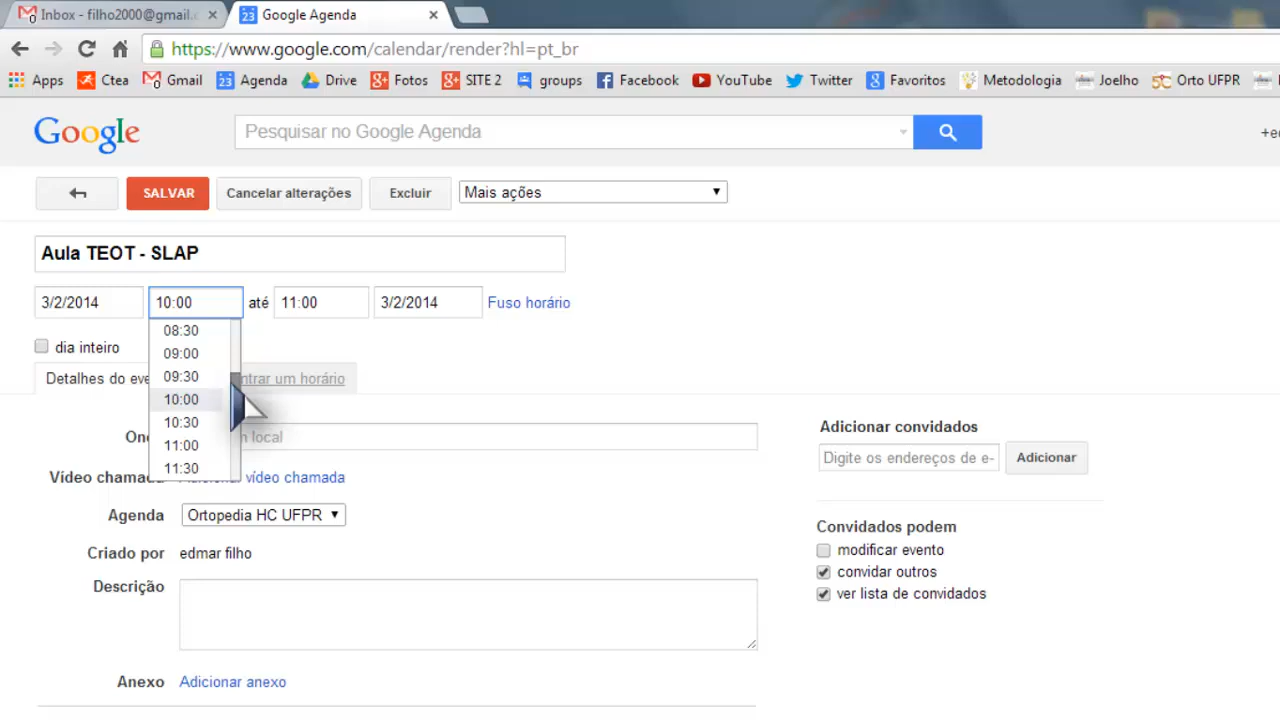 Inbox - filho2000@gmail.c
Google Agenda
https://www.google.com/calendar/render?hl=pt_br
Apps Ctea Gmail Agenda Drive Fotos SITE 2 groups Facebook YouTube Twitter Favoritos Metodologia Joelho Orto UFPR
Google Pesquisar no Google Agenda
SALVAR Cancelar alterações Excluir Mais ações
Aula TEOT - SLAP
3/2/2014 10:00 até 11:00 3/2/2014 Fuso horário
08:30
dia inteiro
09:00
09:30
Detalhes do eve ntrar um horário
10:00
10:30
11:00
11:30
local
Vídeo chamada vídeo chamada
Agenda Ortopedia HC UFPR
Criado por edmar filho
Descrição
Anexo Adicionar anexo
Adicionar convidados
Digite os endereços de e- Adicionar
Convidados podem
modificar evento
convidar outros
ver lista de convidados